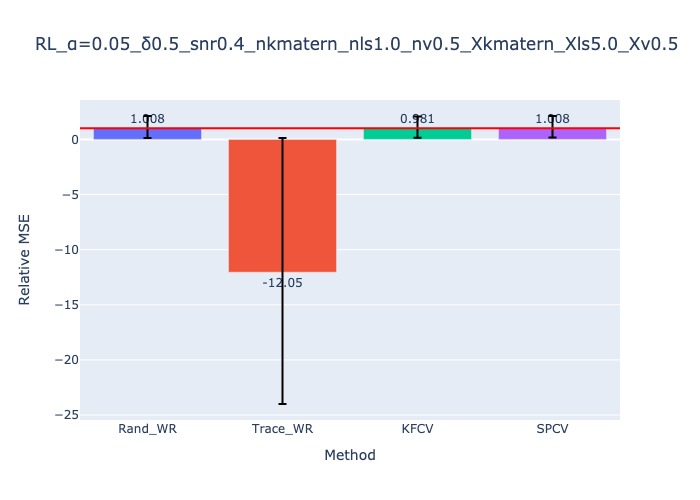 RL_α=0.05_δ0.5_snr0.4_nkmatern_nls1.0_nv0.5_Xkmatern_Xls5.0_Xv0.5
1.008
0.981
1.008
0
−5
−10
-12.05
−15
−20
−25
Relative MSE
Rand_WR Trace_WR KFCV SPCV
Method